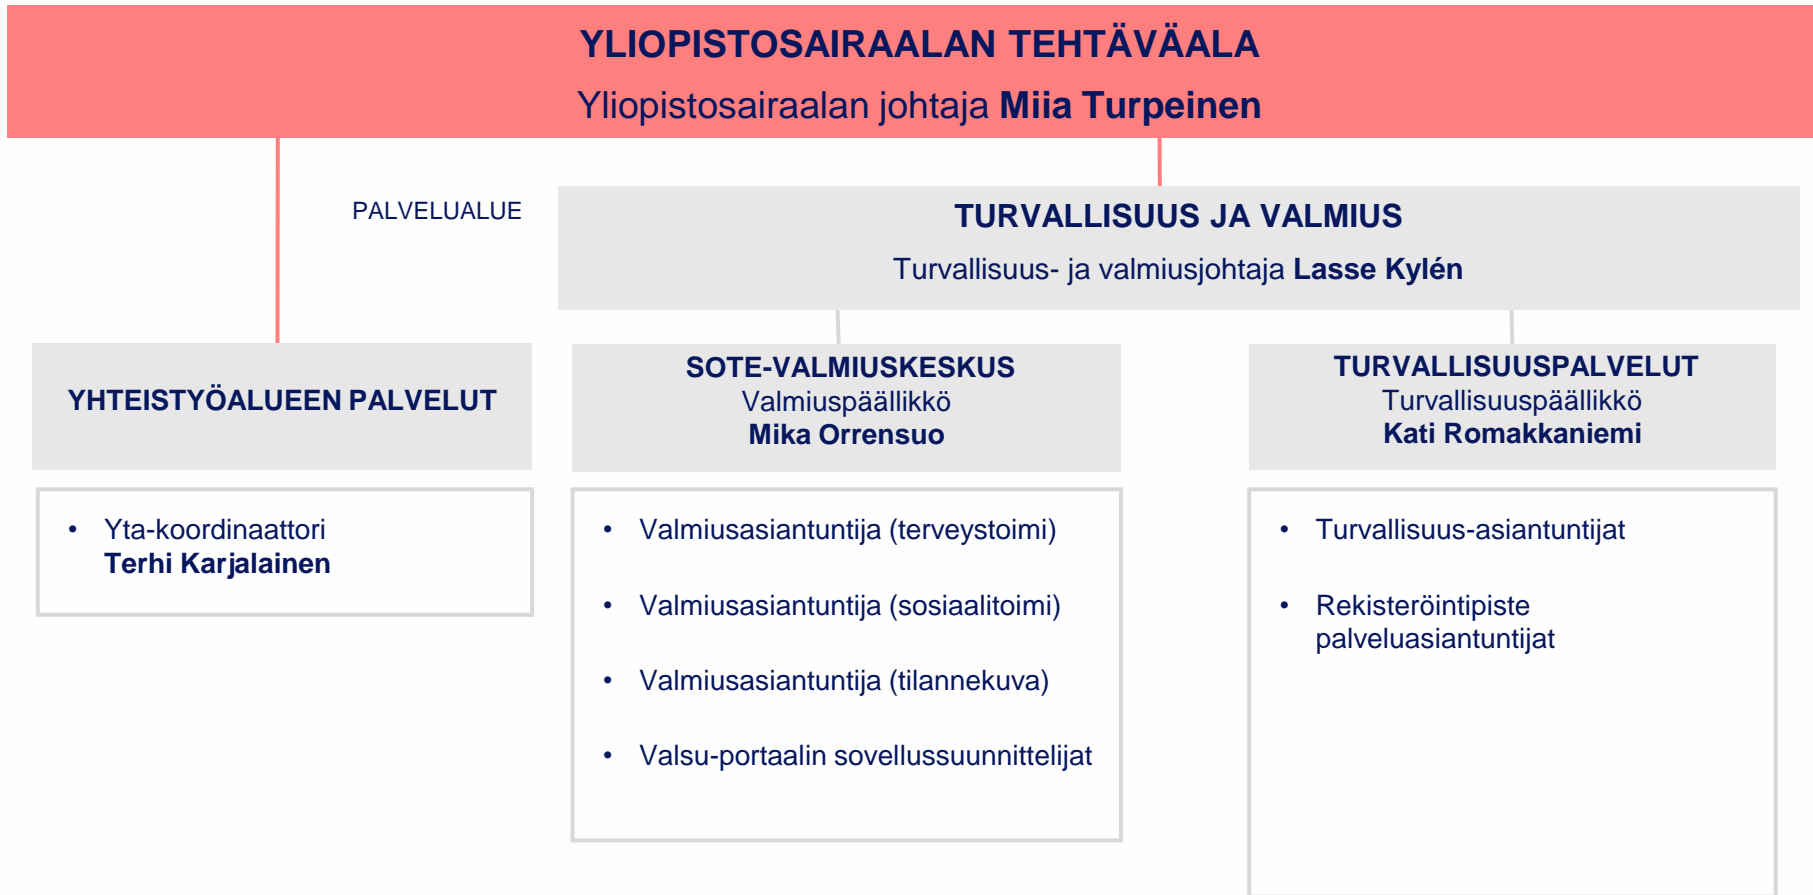 YLIOPISTOSAIRAALAN TEHTÄVÄALA
Yliopistosairaalan johtaja Miia Turpeinen
PALVELUALUE
TURVALLISUUS JA VALMIUS
Turvallisuus- ja valmiusjohtaja Lasse Kylén
YHTEISTYÖALUEEN PALVELUT
• Yta-koordinaattori
Terhi Karjalainen
SOTE-VALMIUSKESKUS
Valmiuspäällikkö
Mika Orrensuo
• Valmiusasiantuntija (terveystoimi)
• Valmiusasiantuntija (sosiaalitoimi)
• Valmiusasiantuntija (tilannekuva)
• Valsu-portaalin sovellussuunnittelijat
TURVALLISUUSPALVELUT
Turvallisuuspäällikkö
Kati Romakkaniemi
• Turvallisuus-asiantuntijat
• Rekisteröintipiste
palveluasiantuntijat